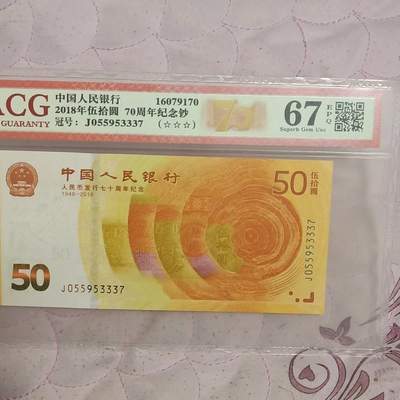 ACG
GUARANTY
中国人民银行 16079170
2018年伍拾圆 70周年纪念钞
冠号: J055953337 (☆☆☆)
70
67 EPQ
Superb Gem Unc
中国人民银行
人民币发行七十周年纪念
1948-2018
50 伍拾圆
50
J055953337